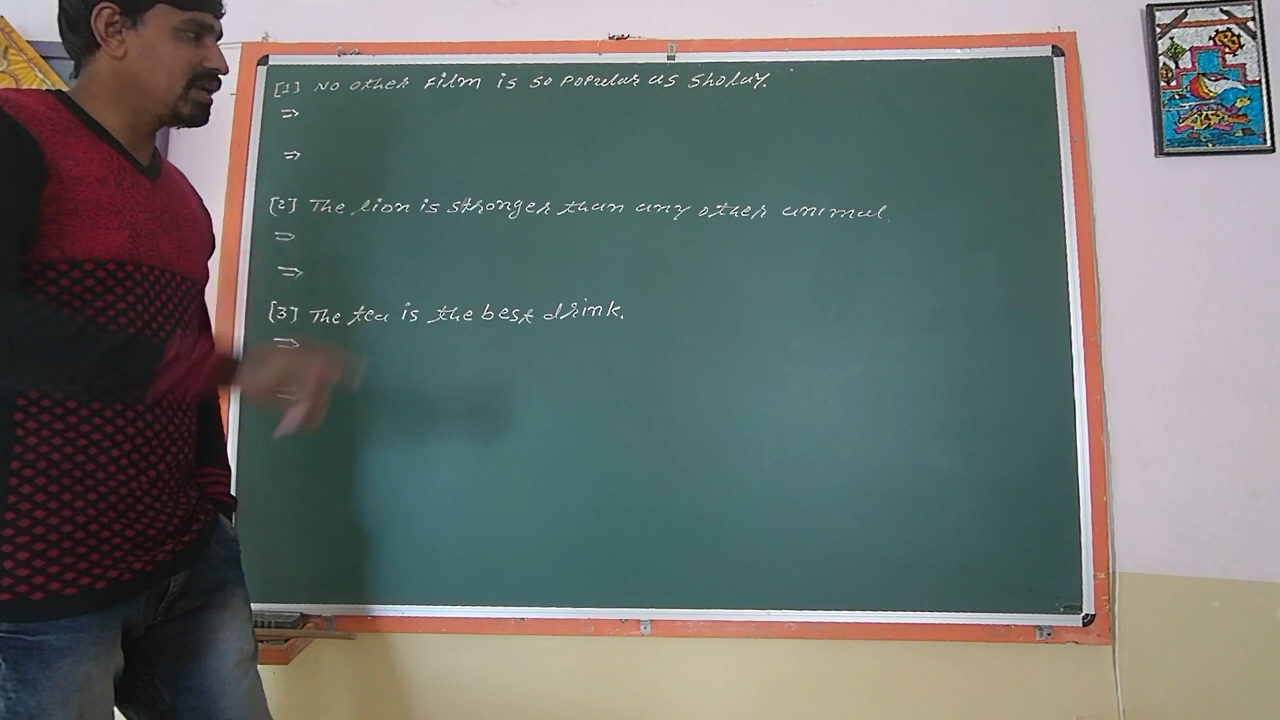 [1] No other film is so popular as Sholay.
⇒
⇒
[2] The lion is stronger than any other animal.
⇒
⇒
[3] The tea is the best drink.
⇒
⇒